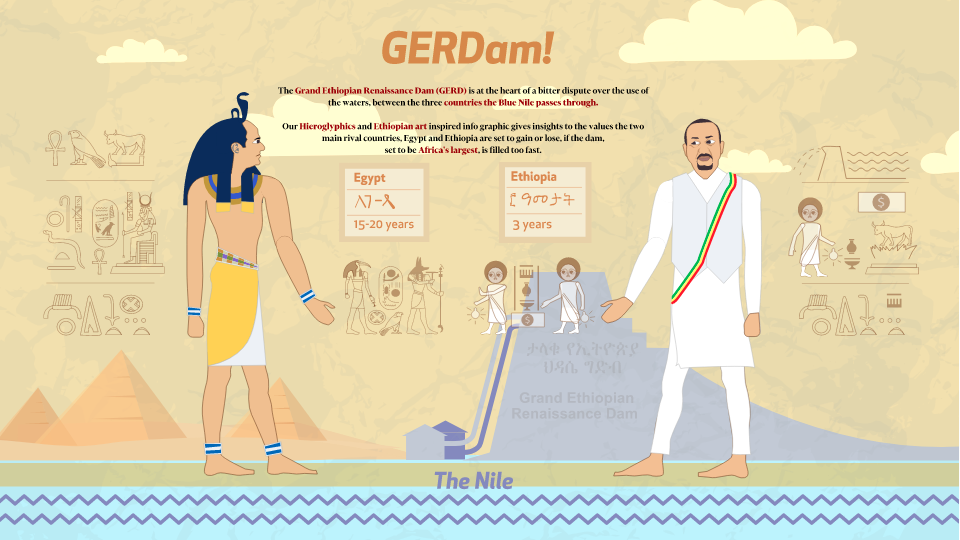 GERDam!
The Grand Ethiopian Renaissance Dam (GERD) is at the heart of a bitter dispute over the use of
the waters, between the three countries the Blue Nile passes through.
Our Hieroglyphics and Ethiopian art inspired info graphic gives insights to the values the two
main rival countries, Egypt and Ethiopia are set to gain or lose, if the dam,
set to be Africa's largest, is filled too fast.
Egypt
15-20 years
Ethiopia
፫ ዓመታት
3 years
$
$
ታላቁ የኢትዮጵያ
ህዳሴ ግድብ
Grand Ethiopian
Renaissance Dam
The Nile